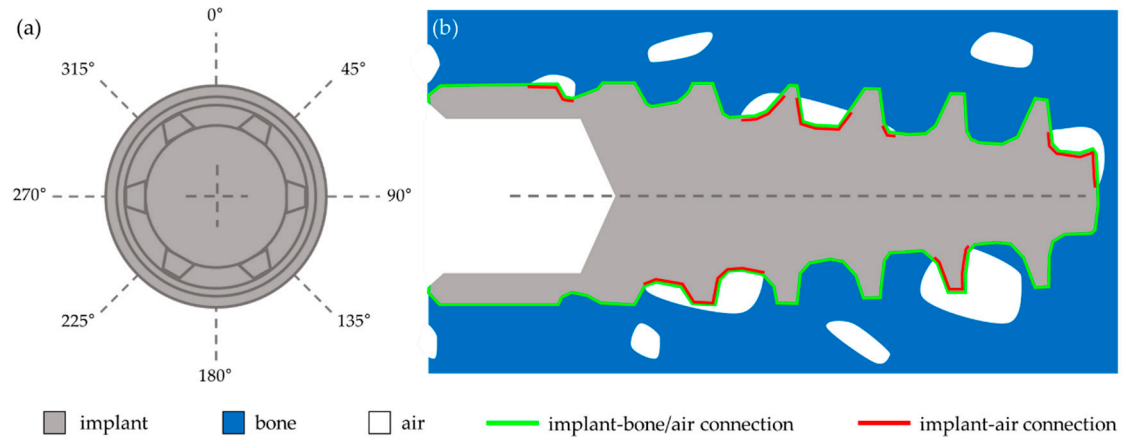 (a)
0°
45°
90°
135°
180°
225°
270°
315°
(b)
implant
bone
air
implant-bone/air connection
implant-air connection